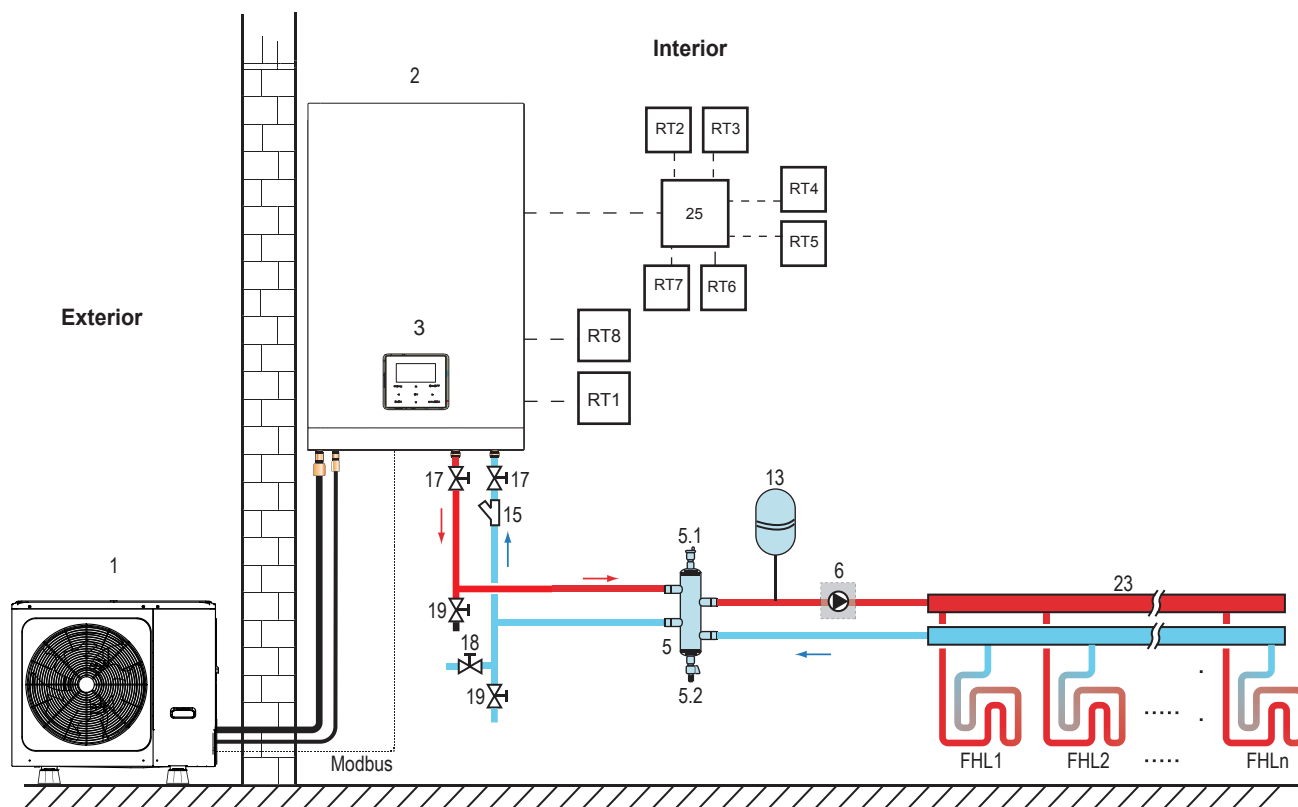 Interior
2
RT2
RT3
RT4
25
RT5
RT7
RT6
Exterior
3
RT8
RT1
17
17
13
15
5.1
1
6
23
19
18
5
19
5.2
Modbus
FHL1
FHL2
.....
.....
FHLn